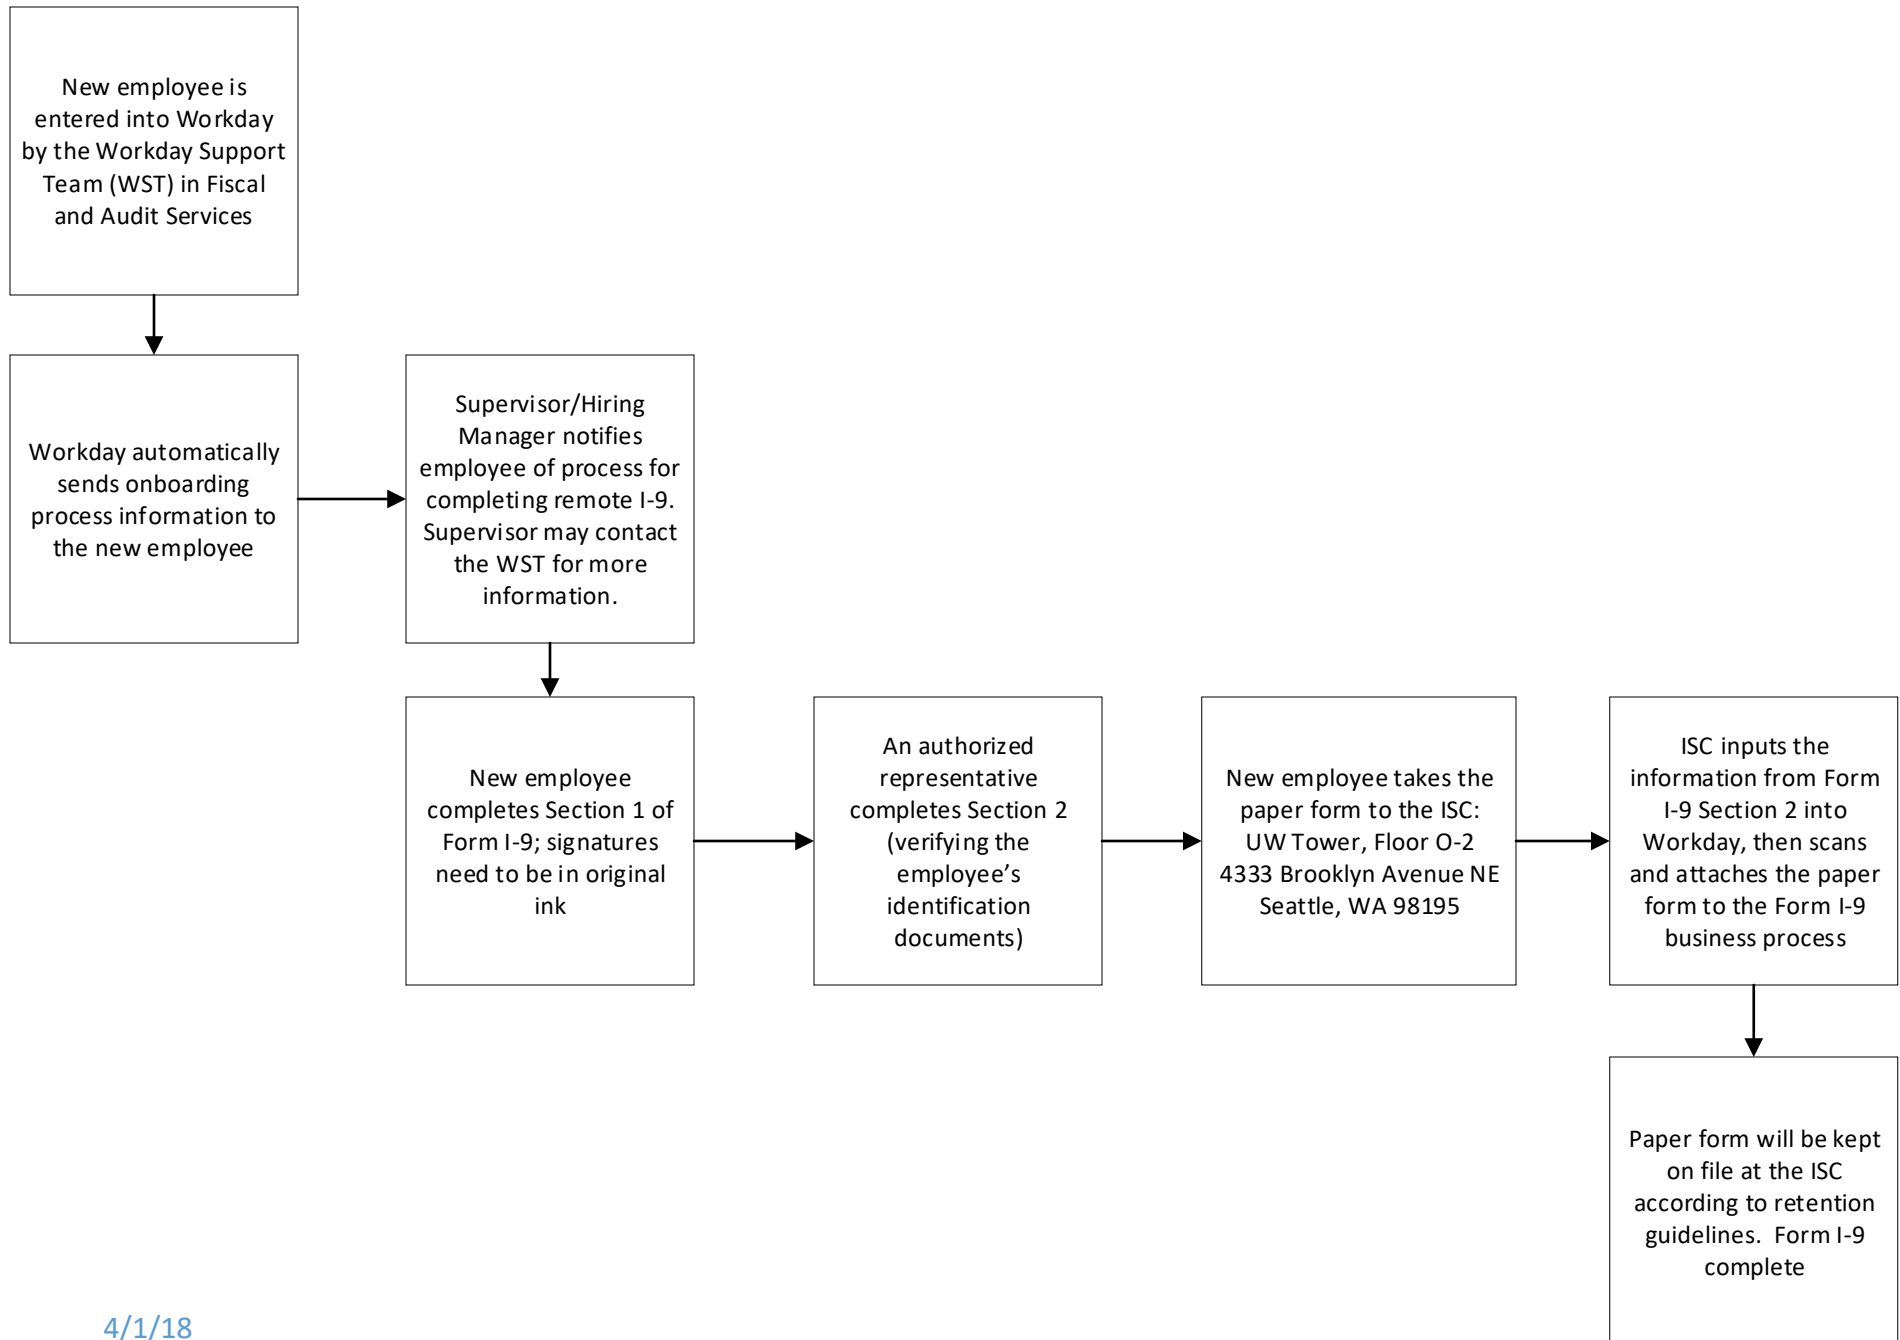 New employee is
entered into Workday
by the Workday Support
Team (WST) in Fiscal
and Audit Services
Workday automatically
sends onboarding
process information to
the new employee
Supervisor/Hiring
Manager notifies
employee of process for
completing remote I-9.
Supervisor may contact
the WST for more
information.
New employee
completes Section 1 of
Form I-9; signatures
need to be in original
ink
An authorized
representative
completes Section 2
(verifying the
employee’s
identification
documents)
New employee takes the
paper form to the ISC:
UW Tower, Floor O-2
4333 Brooklyn Avenue NE
Seattle, WA 98195
ISC inputs the
information from Form
I-9 Section 2 into
Workday, then scans
and attaches the paper
form to the Form I-9
business process
Paper form will be kept
on file at the ISC
according to retention
guidelines.  Form I-9
complete
4/1/18